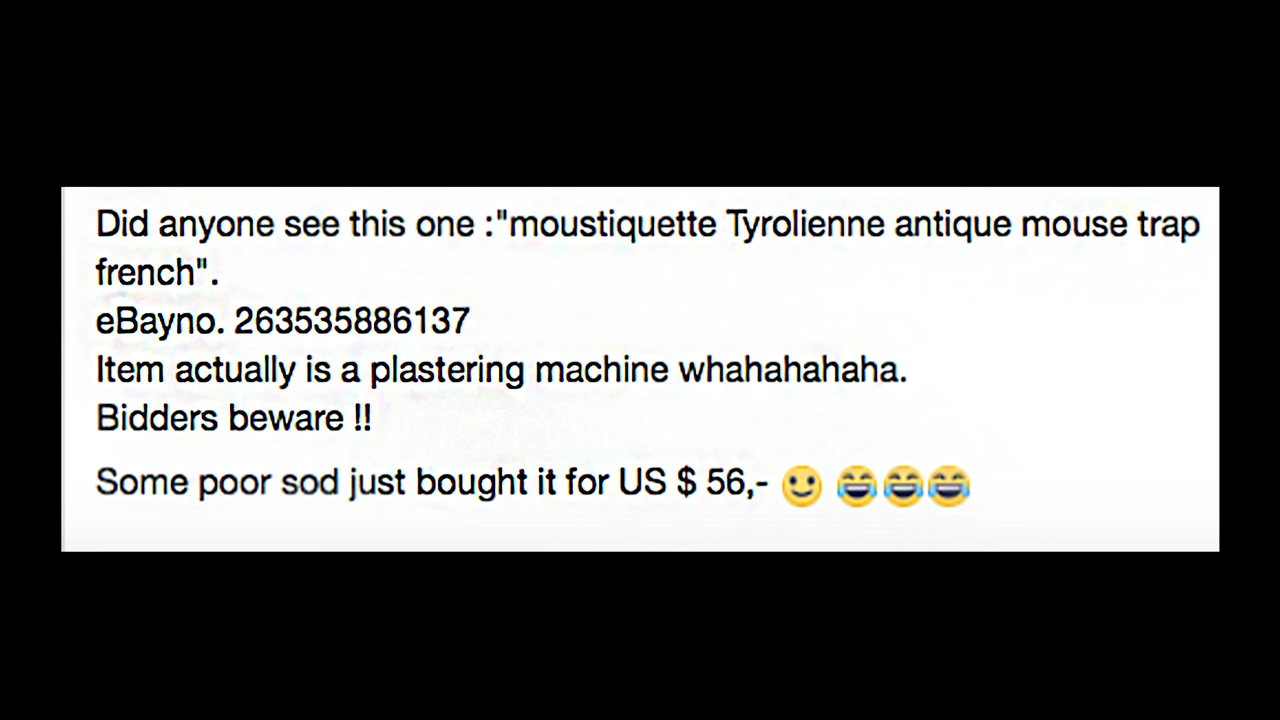 Did anyone see this one :"moustiquette Tyrolienne antique mouse trap
french".
eBayno. 263535886137
Item actually is a plastering machine whahahahaha.
Bidders beware !!
Some poor sod just bought it for US $ 56,- 🙂 😂😂😂